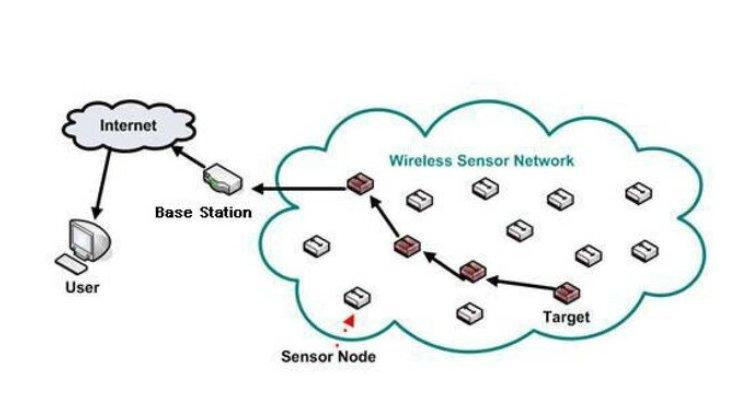 Internet
Wireless Sensor Network
Base Station
User
Target
Sensor Node